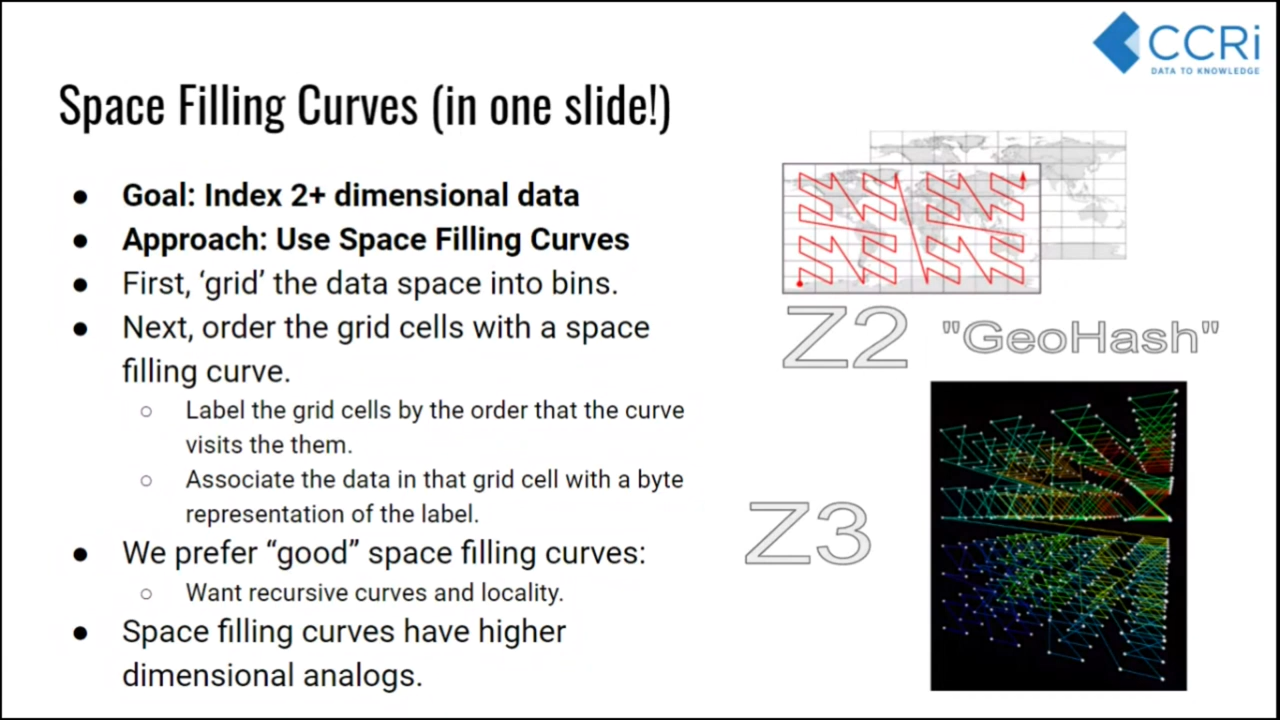 CCRi
DATA TO KNOWLEDGE
Space Filling Curves (in one slide!)
● Goal: Index 2+ dimensional data
● Approach: Use Space Filling Curves
● First, ‘grid’ the data space into bins.
● Next, order the grid cells with a space
filling curve.
○ Label the grid cells by the order that the curve
visits the them.
○ Associate the data in that grid cell with a byte
representation of the label.
● We prefer “good” space filling curves:
○ Want recursive curves and locality.
● Space filling curves have higher
dimensional analogs.
Z2 "GeoHash"
Z3